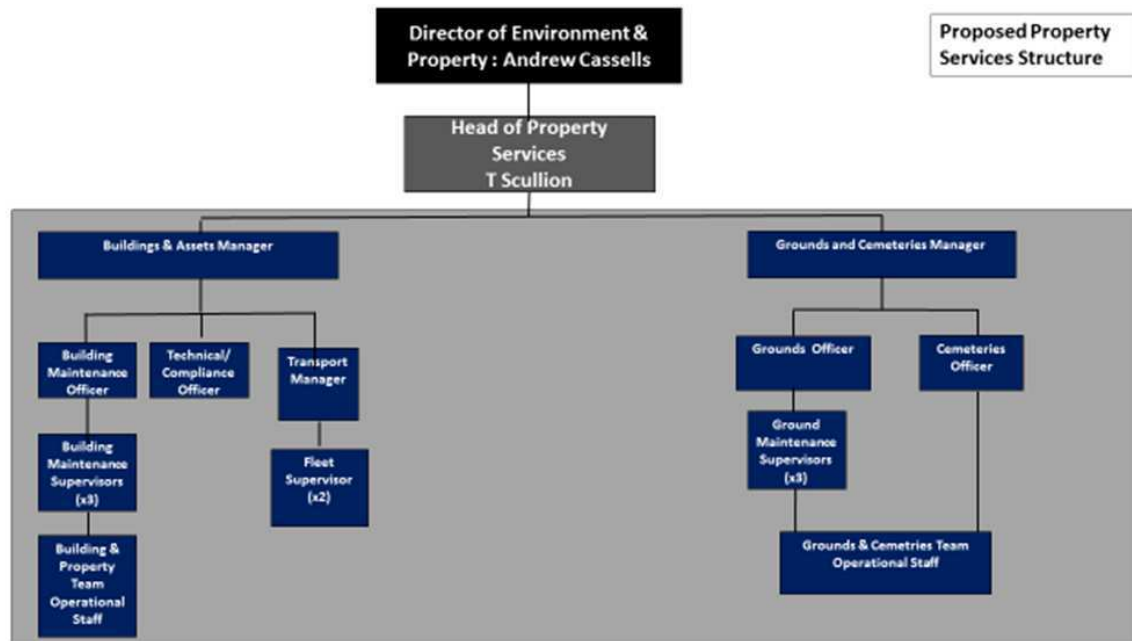 Director of Environment &
Property : Andrew Cassells
Proposed Property
Services Structure
Head of Property
Services
T Scullion
Buildings & Assets Manager
Grounds and Cemeteries Manager
Building
Maintenance
Officer
Technical/
Compliance
Officer
Transport
Manager
Grounds Officer
Cemeteries
Officer
Building
Maintenance
Supervisors
(x3)
Fleet
Supervisor
(x2)
Ground
Maintenance
Supervisors
(x3)
Building &
Property
Team
Operational
Staff
Grounds & Cemetries Team
Operational Staff